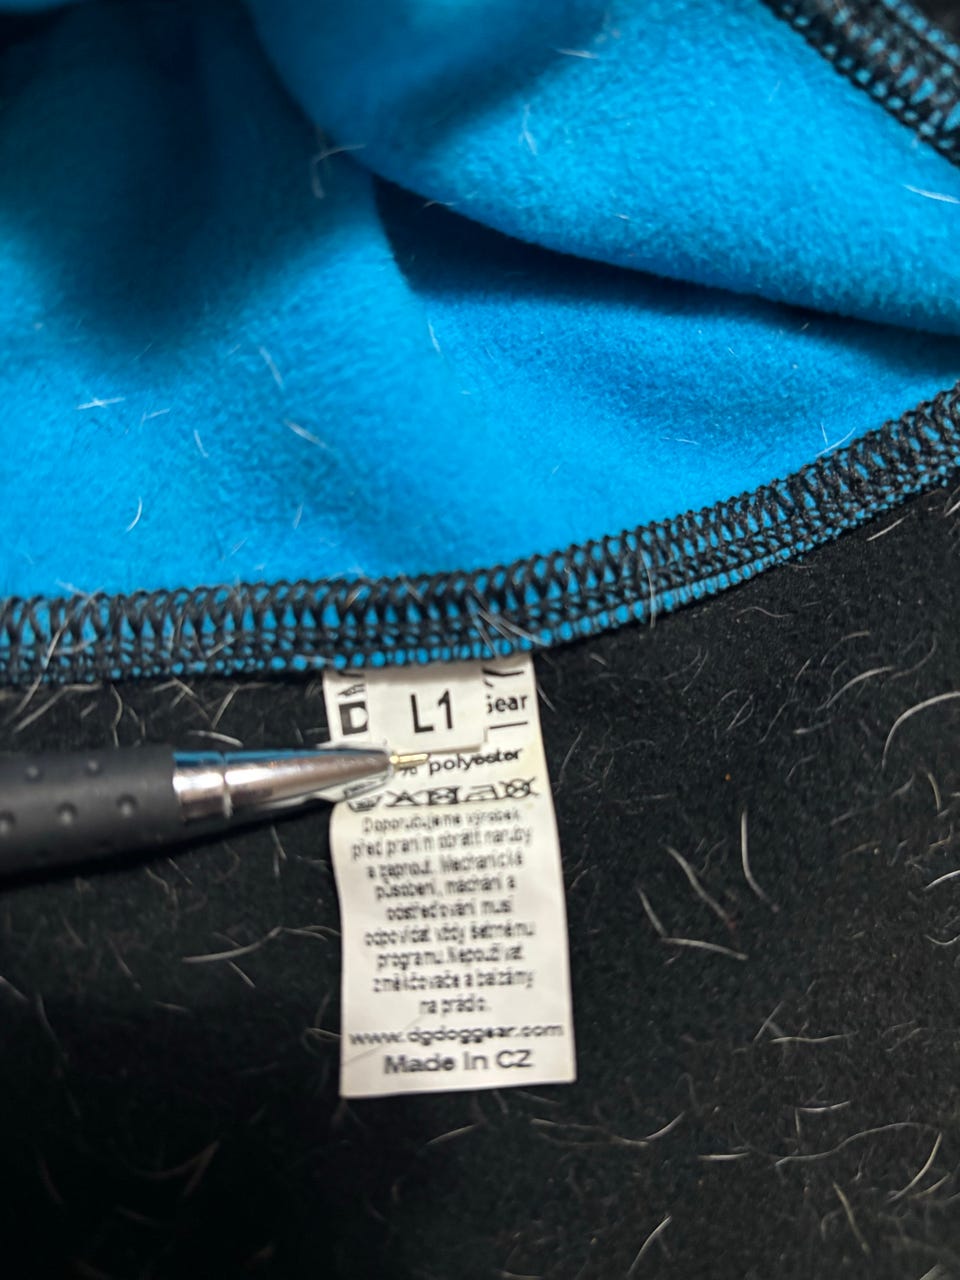 L1
Gear
% polyester
Doporučujeme výrobek
před praním obrátit naruby
a zapnout. Mechanické
působení, máchání a
odstřeďování musí
odpovídat vždy šetrnému
programu. Nepoužívat
změkčovače a balzámy
na prádlo.
www.dgdoggear.com
Made in CZ